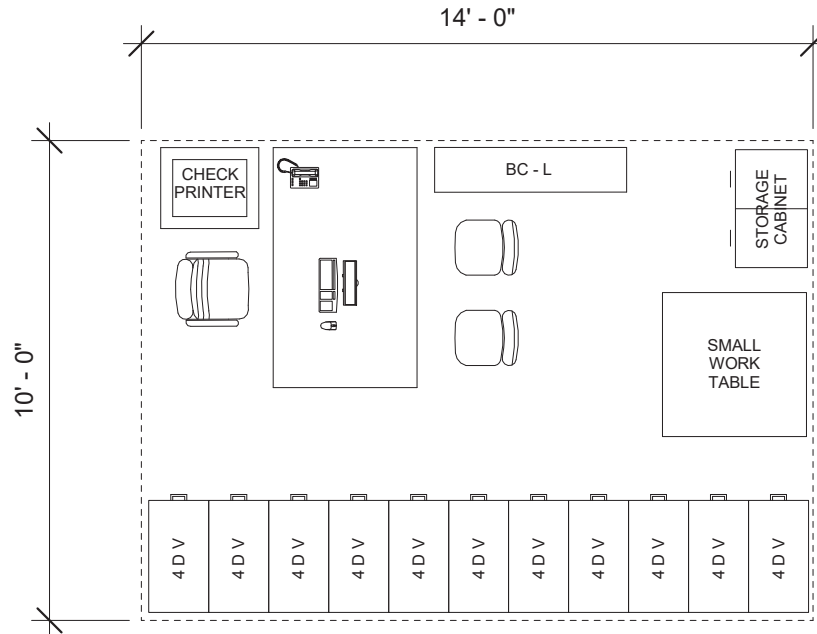 14' - 0"
10' - 0"
CHECK
PRINTER
BC - L
STORAGE
CABINET
SMALL
WORK
TABLE
4 D V
4 D V
4 D V
4 D V
4 D V
4 D V
4 D V
4 D V
4 D V
4 D V
4 D V